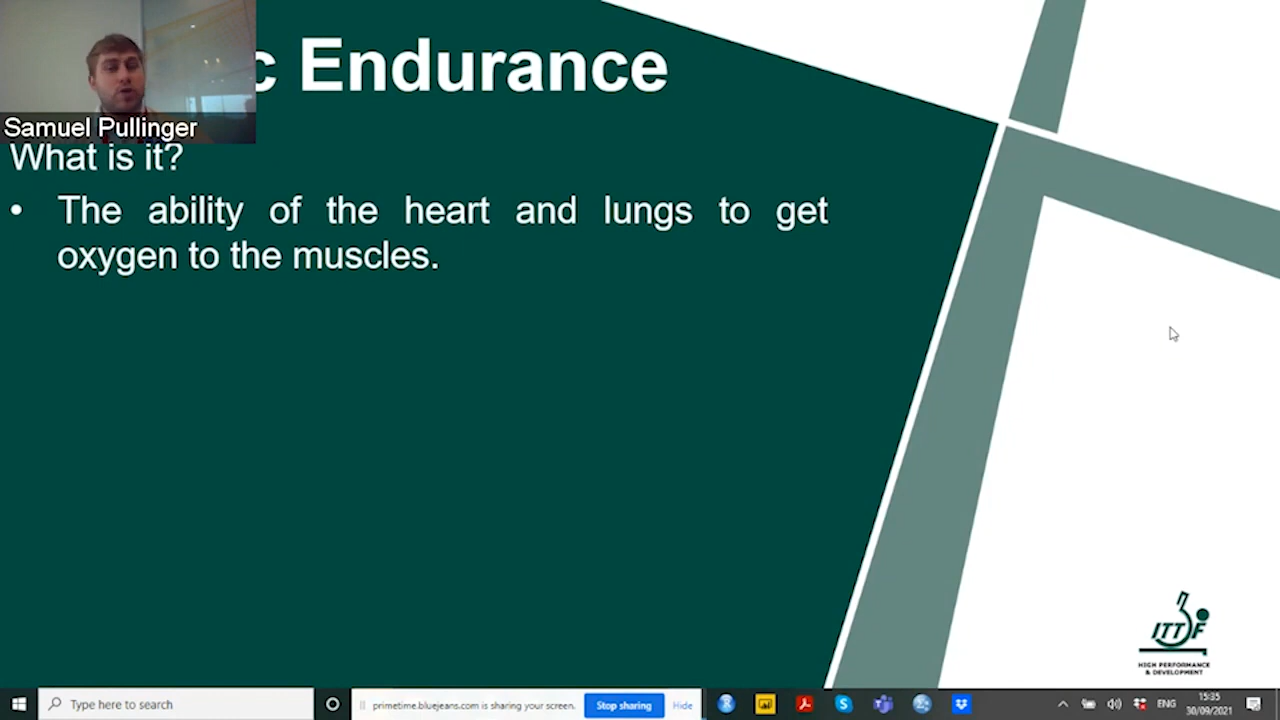 c Endurance
Samuel Pullinger
What is it?
• The ability of the heart and lungs to get
oxygen to the muscles.
ITTF
HIGH PERFORMANCE
& DEVELOPMENT
Type here to search
primetime.bluejeans.com is sharing your screen.
Stop sharing
Hide
ENG
15:35
30/09/2021